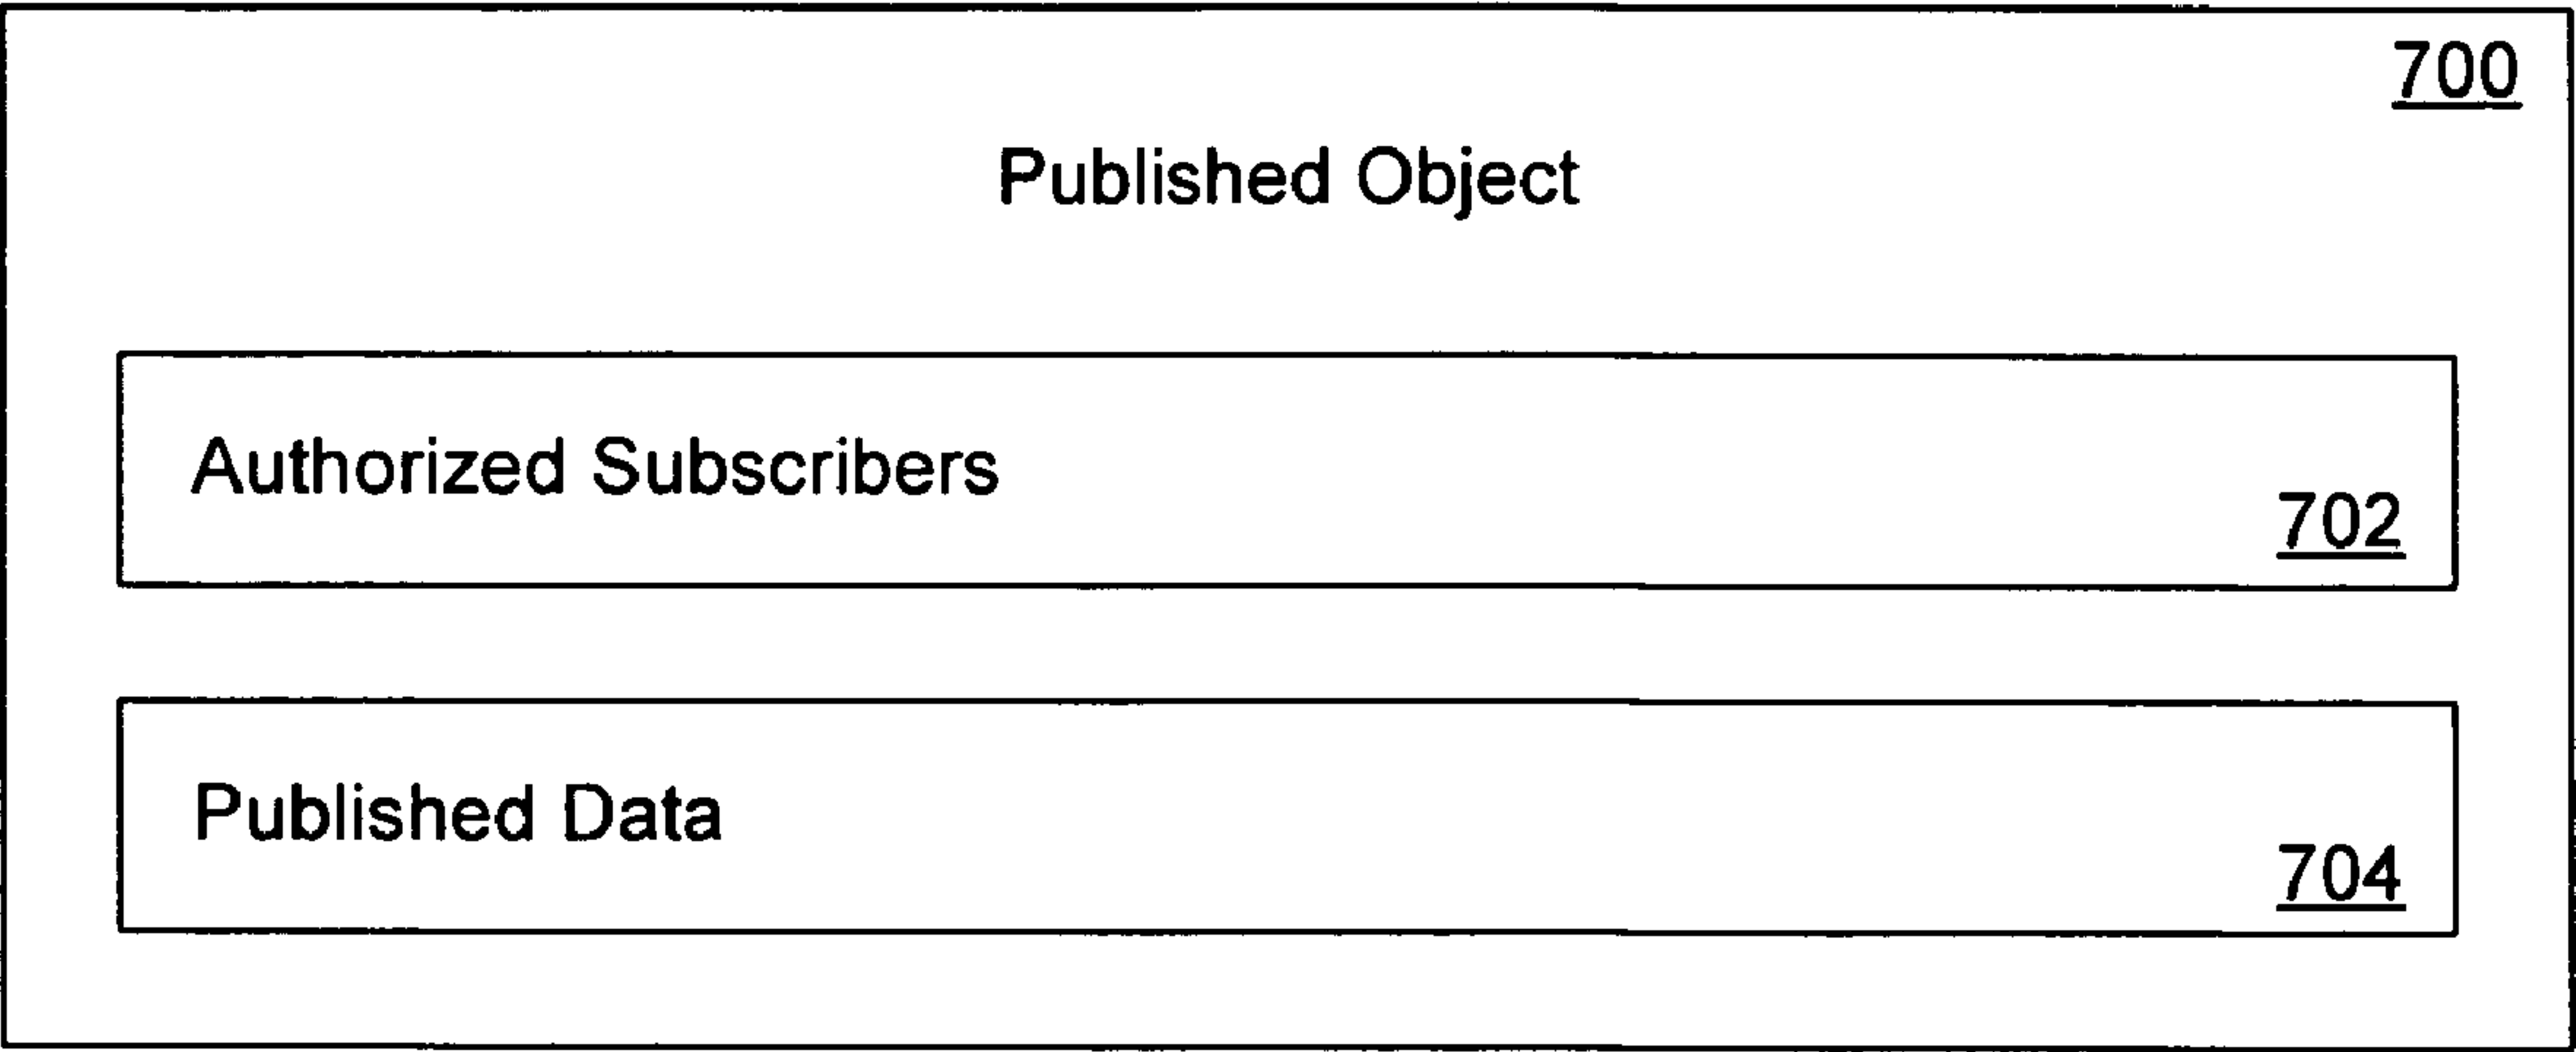 700
Published Object
Authorized Subscribers
702
Published Data
704